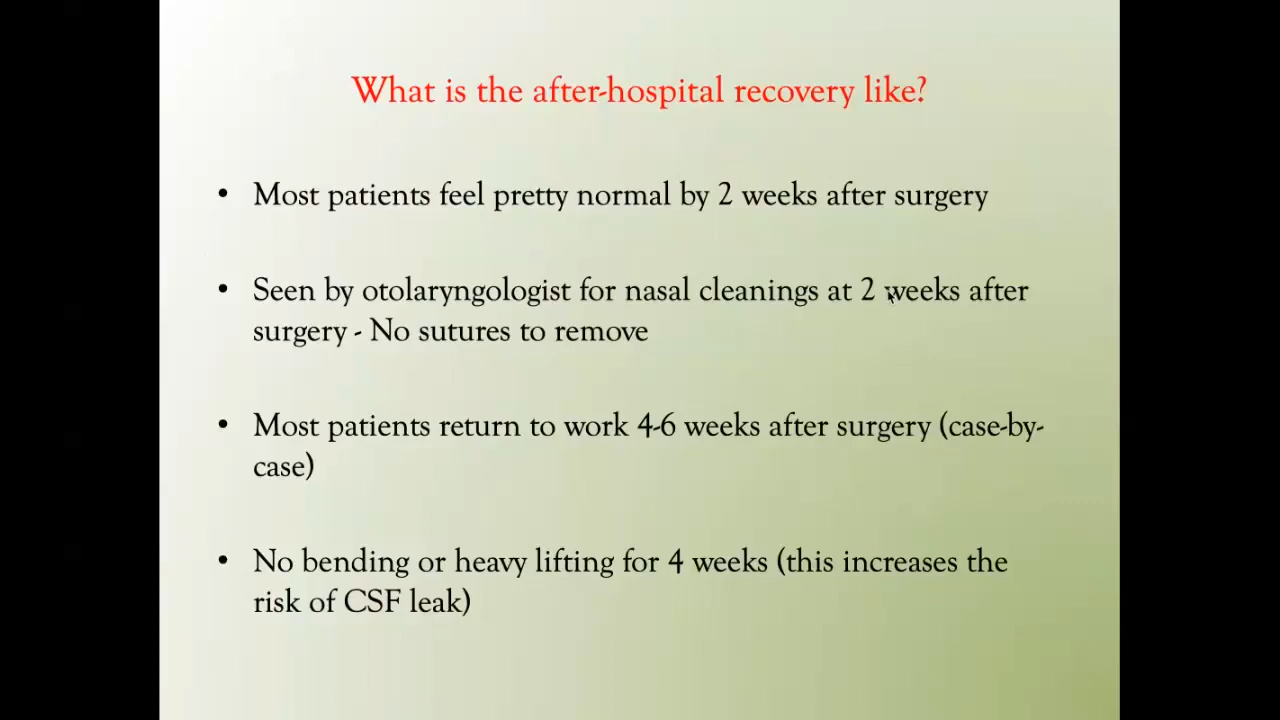 What is the after-hospital recovery like?
• Most patients feel pretty normal by 2 weeks after surgery
• Seen by otolaryngologist for nasal cleanings at 2 weeks after
surgery - No sutures to remove
• Most patients return to work 4-6 weeks after surgery (case-by-
case)
• No bending or heavy lifting for 4 weeks (this increases the
risk of CSF leak)